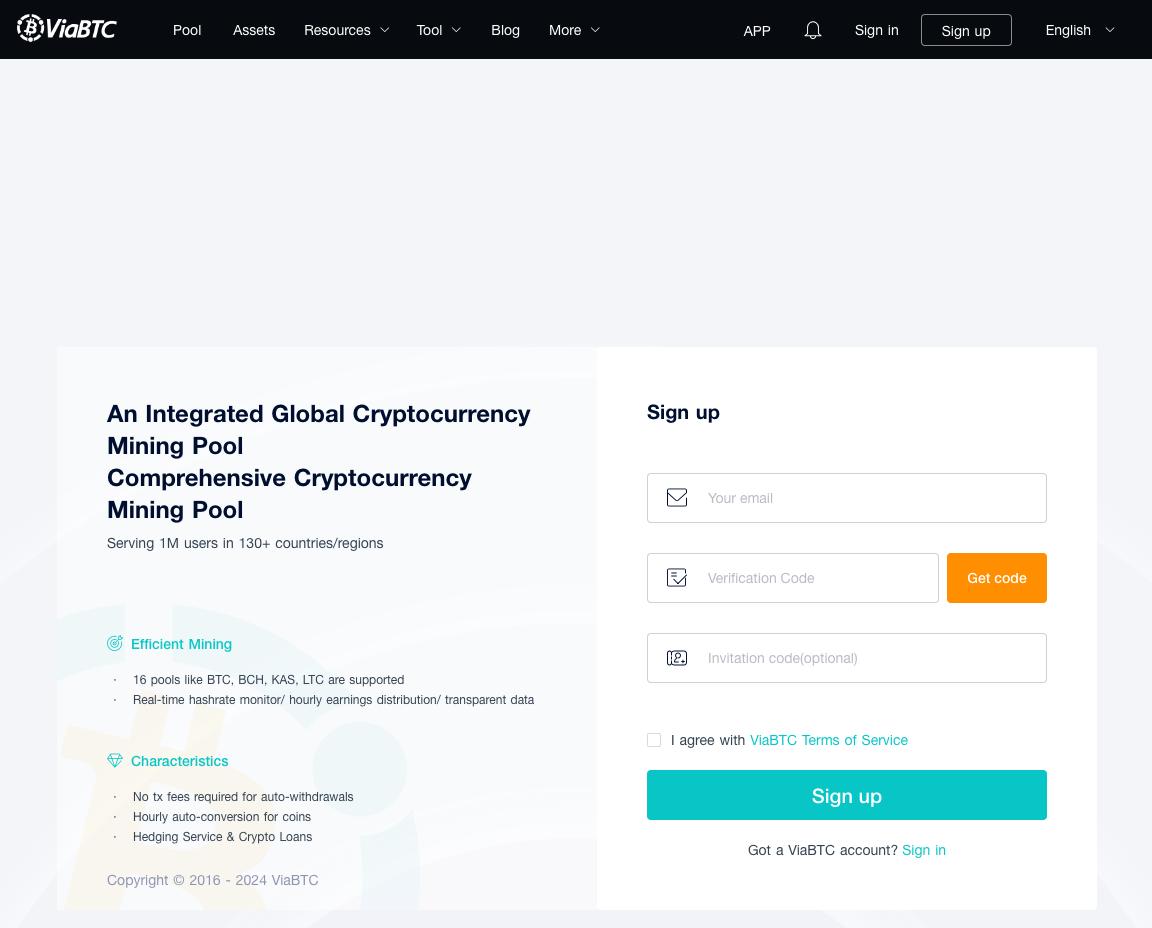 ViaBTC
Pool
Assets
Resources
Tool
Blog
More
APP
Sign in
Sign up
English
An Integrated Global Cryptocurrency
Mining Pool
Comprehensive Cryptocurrency
Mining Pool
Serving 1M users in 130+ countries/regions
Efficient Mining
· 16 pools like BTC, BCH, KAS, LTC are supported
· Real-time hashrate monitor/ hourly earnings distribution/ transparent data
Characteristics
· No tx fees required for auto-withdrawals
· Hourly auto-conversion for coins
· Hedging Service & Crypto Loans
Copyright © 2016 - 2024 ViaBTC
Sign up
Your email
Verification Code
Get code
Invitation code(optional)
I agree with ViaBTC Terms of Service
Sign up
Got a ViaBTC account? Sign in